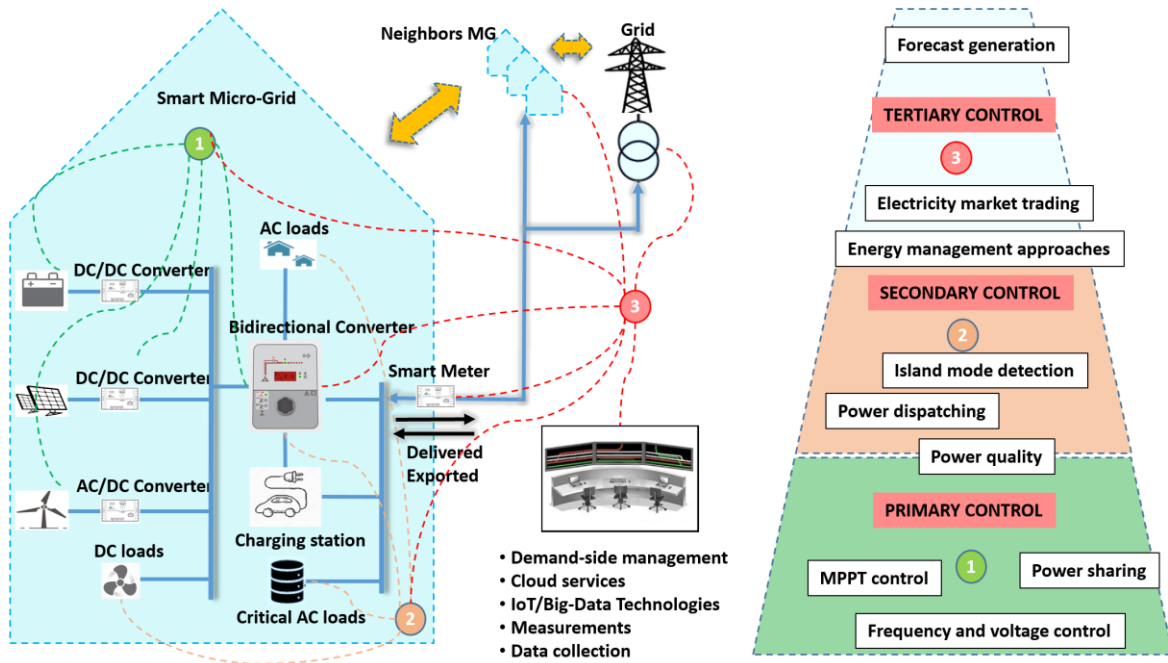 Neighbors MG
Grid
Smart Micro-Grid
1
AC loads
DC/DC Converter
Bidirectional Converter
3
Smart Meter
DC/DC Converter
Delivered
Exported
AC/DC Converter
Charging station
DC loads
Critical AC loads
2
• Demand-side management
• Cloud services
• IoT/Big-Data Technologies
• Measurements
• Data collection
Forecast generation
TERTIARY CONTROL
3
Electricity market trading
Energy management approaches
SECONDARY CONTROL
2
Island mode detection
Power dispatching
Power quality
PRIMARY CONTROL
1
MPPT control
Power sharing
Frequency and voltage control